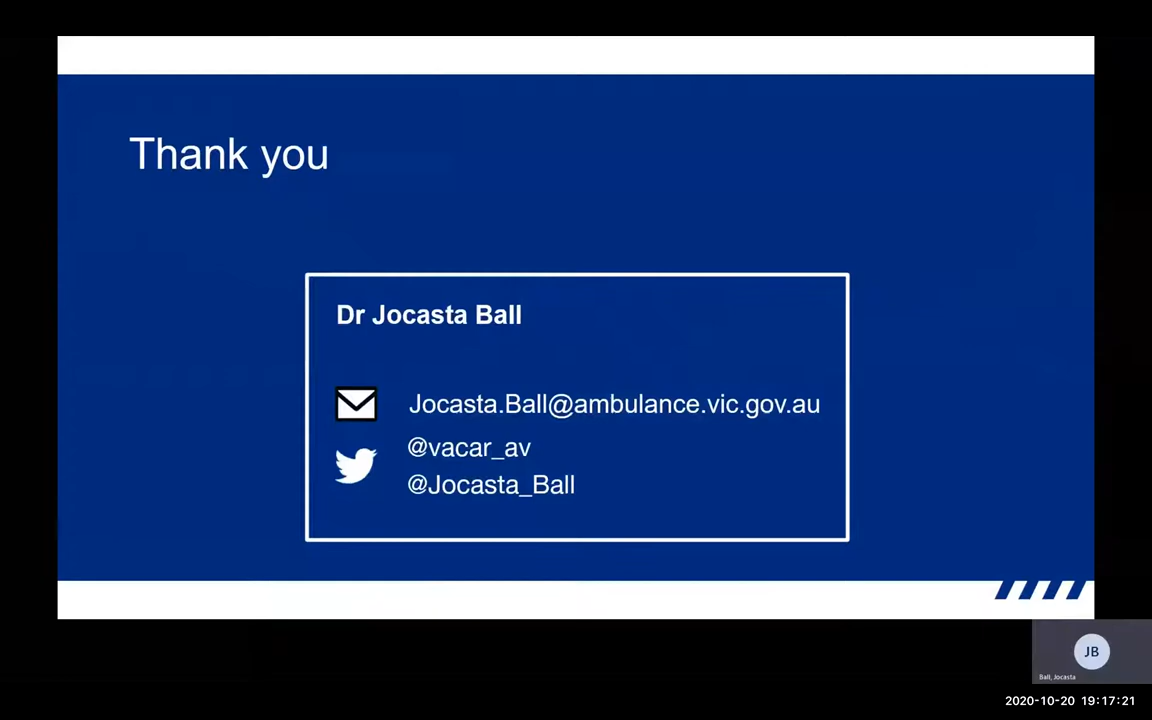 Thank you
Dr Jocasta Ball
Jocasta.Ball@ambulance.vic.gov.au
@vacar_av
@Jocasta_Ball
JB
Ball, Jocasta
2020-10-20 19:17:21